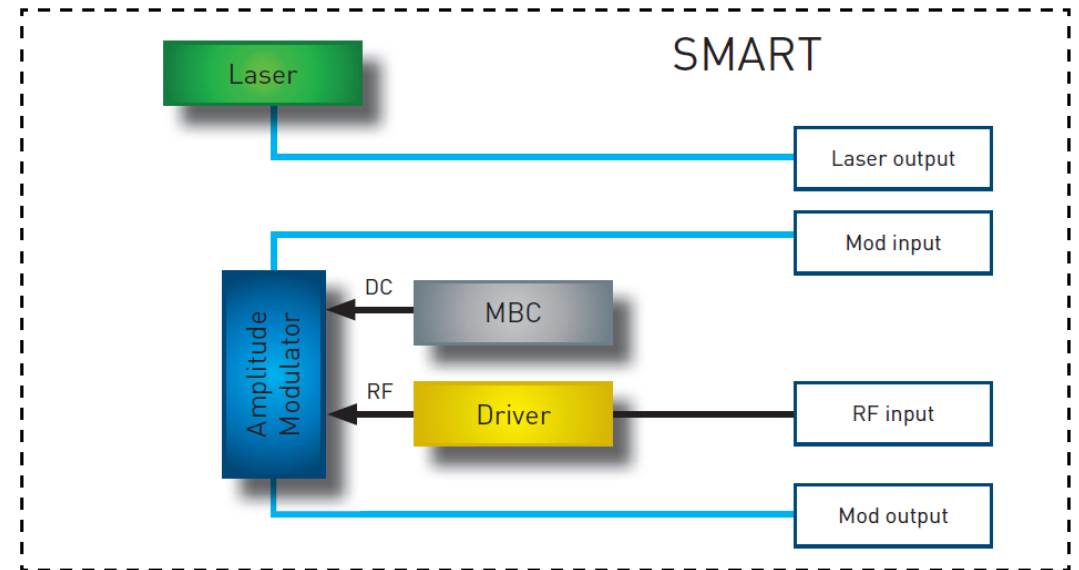 SMART
Laser
Laser output
Mod input
DC
MBC
Amplitude
Modulator
RF
Driver
RF input
Mod output